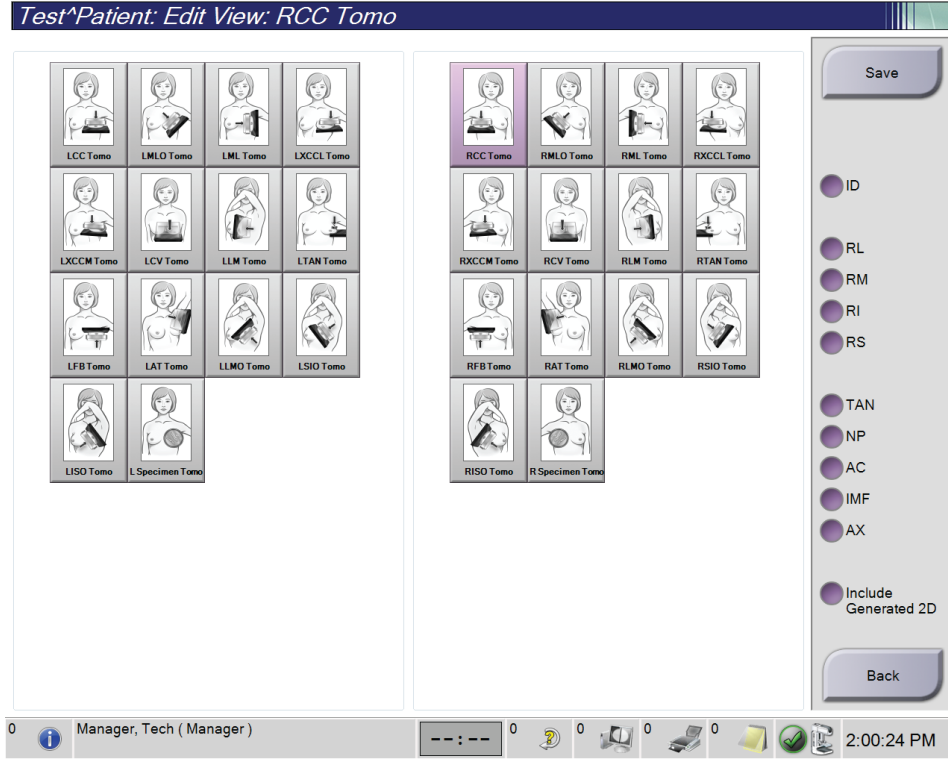 Test^Patient: Edit View: RCC Tomo
LCC Tomo LMLO Tomo LML Tomo LXCCL Tomo
LXCCM Tomo LCV Tomo LLM Tomo LTAN Tomo
LFB Tomo LAT Tomo LLMO Tomo LSIO Tomo
LISO Tomo L Specimen Tomo
RCC Tomo RMLO Tomo RML Tomo RXCCL Tomo
RXCCM Tomo RCV Tomo RLM Tomo RTAN Tomo
RFB Tomo RAT Tomo RLMO Tomo RSIO Tomo
RISO Tomo R Specimen Tomo
Save
ID
RL
RM
RI
RS
TAN
NP
AC
IMF
AX
Include
Generated 2D
Back
0 Manager, Tech ( Manager ) --:-- 0 0 0 0 2:00:24 PM